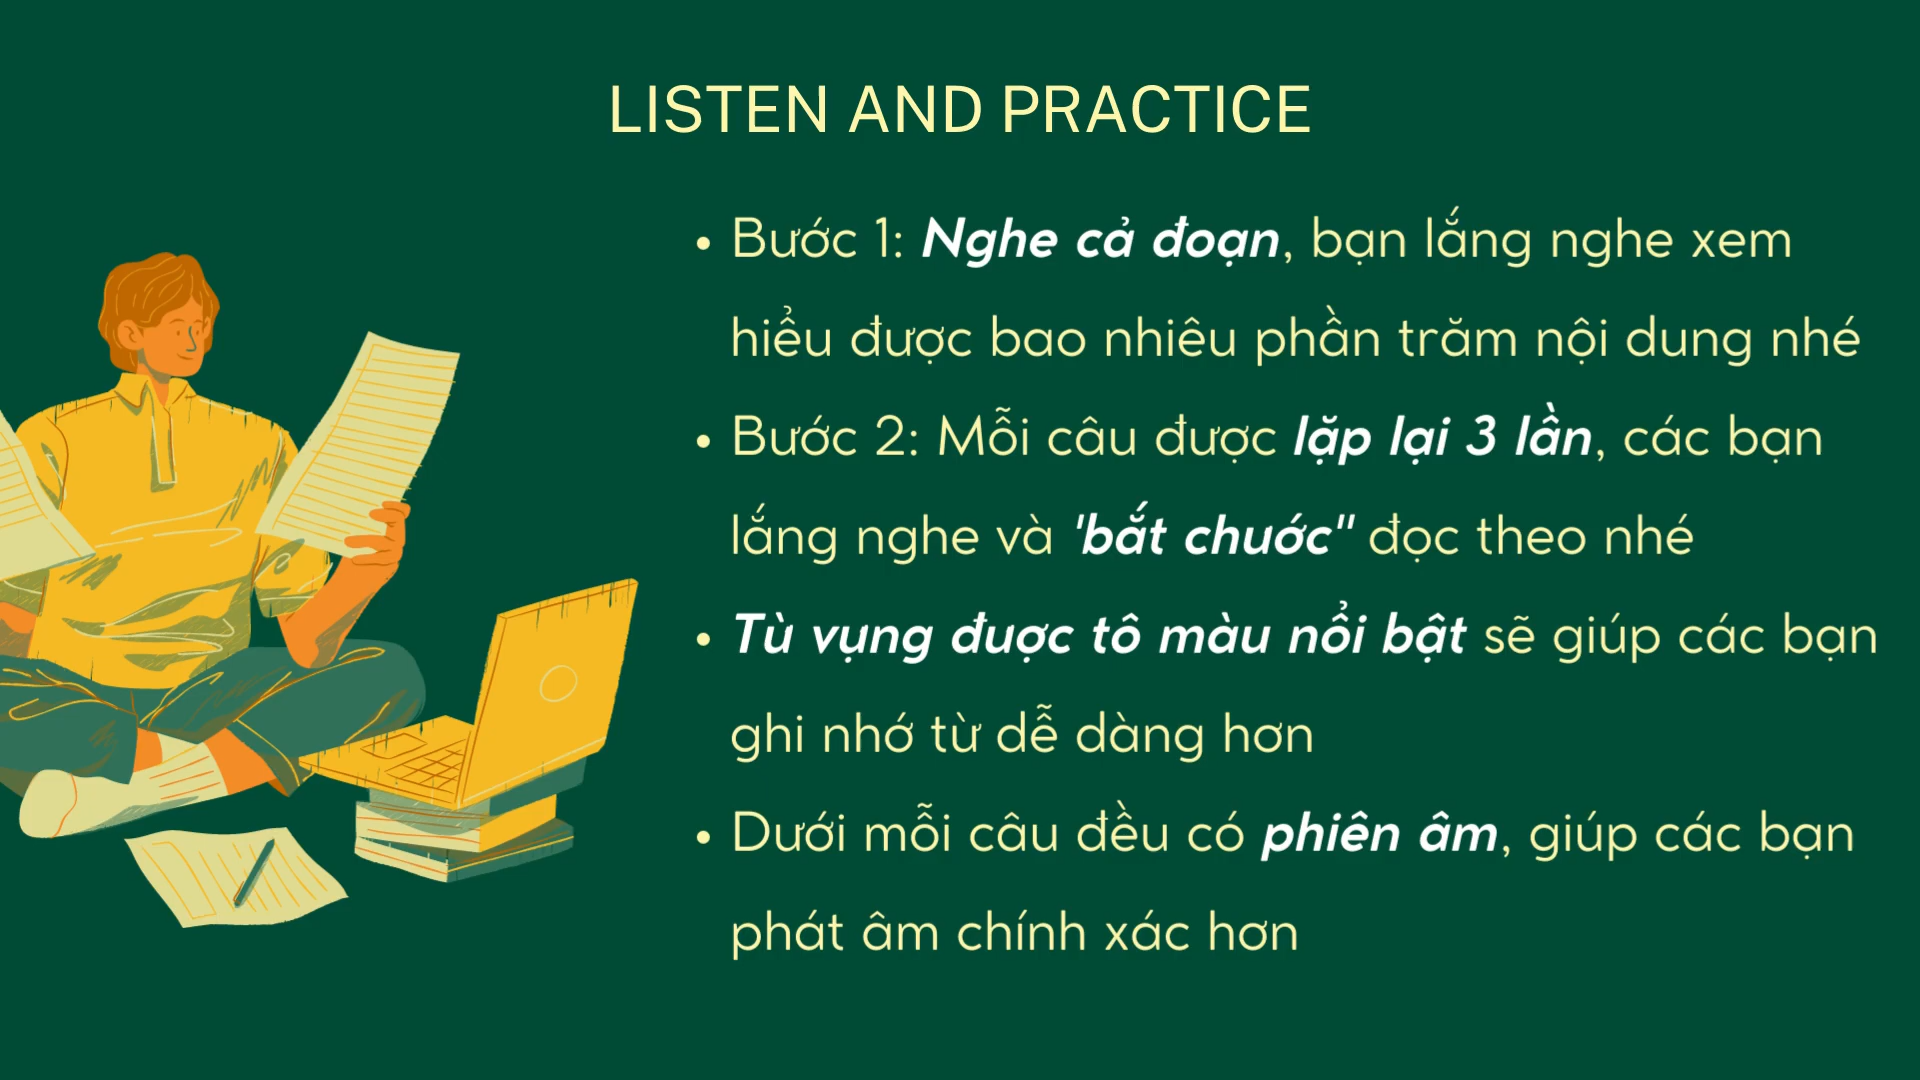 LISTEN AND PRACTICE
• Bước 1: Nghe cả đoạn, bạn lắng nghe xem
hiểu được bao nhiêu phần trăm nội dung nhé
• Bước 2: Mỗi câu được lặp lại 3 lần, các bạn
lắng nghe và 'bắt chước" đọc theo nhé
• Từ vựng được tô màu nổi bật sẽ giúp các bạn
ghi nhớ từ dễ dàng hơn
• Dưới mỗi câu đều có phiên âm, giúp các bạn
phát âm chính xác hơn